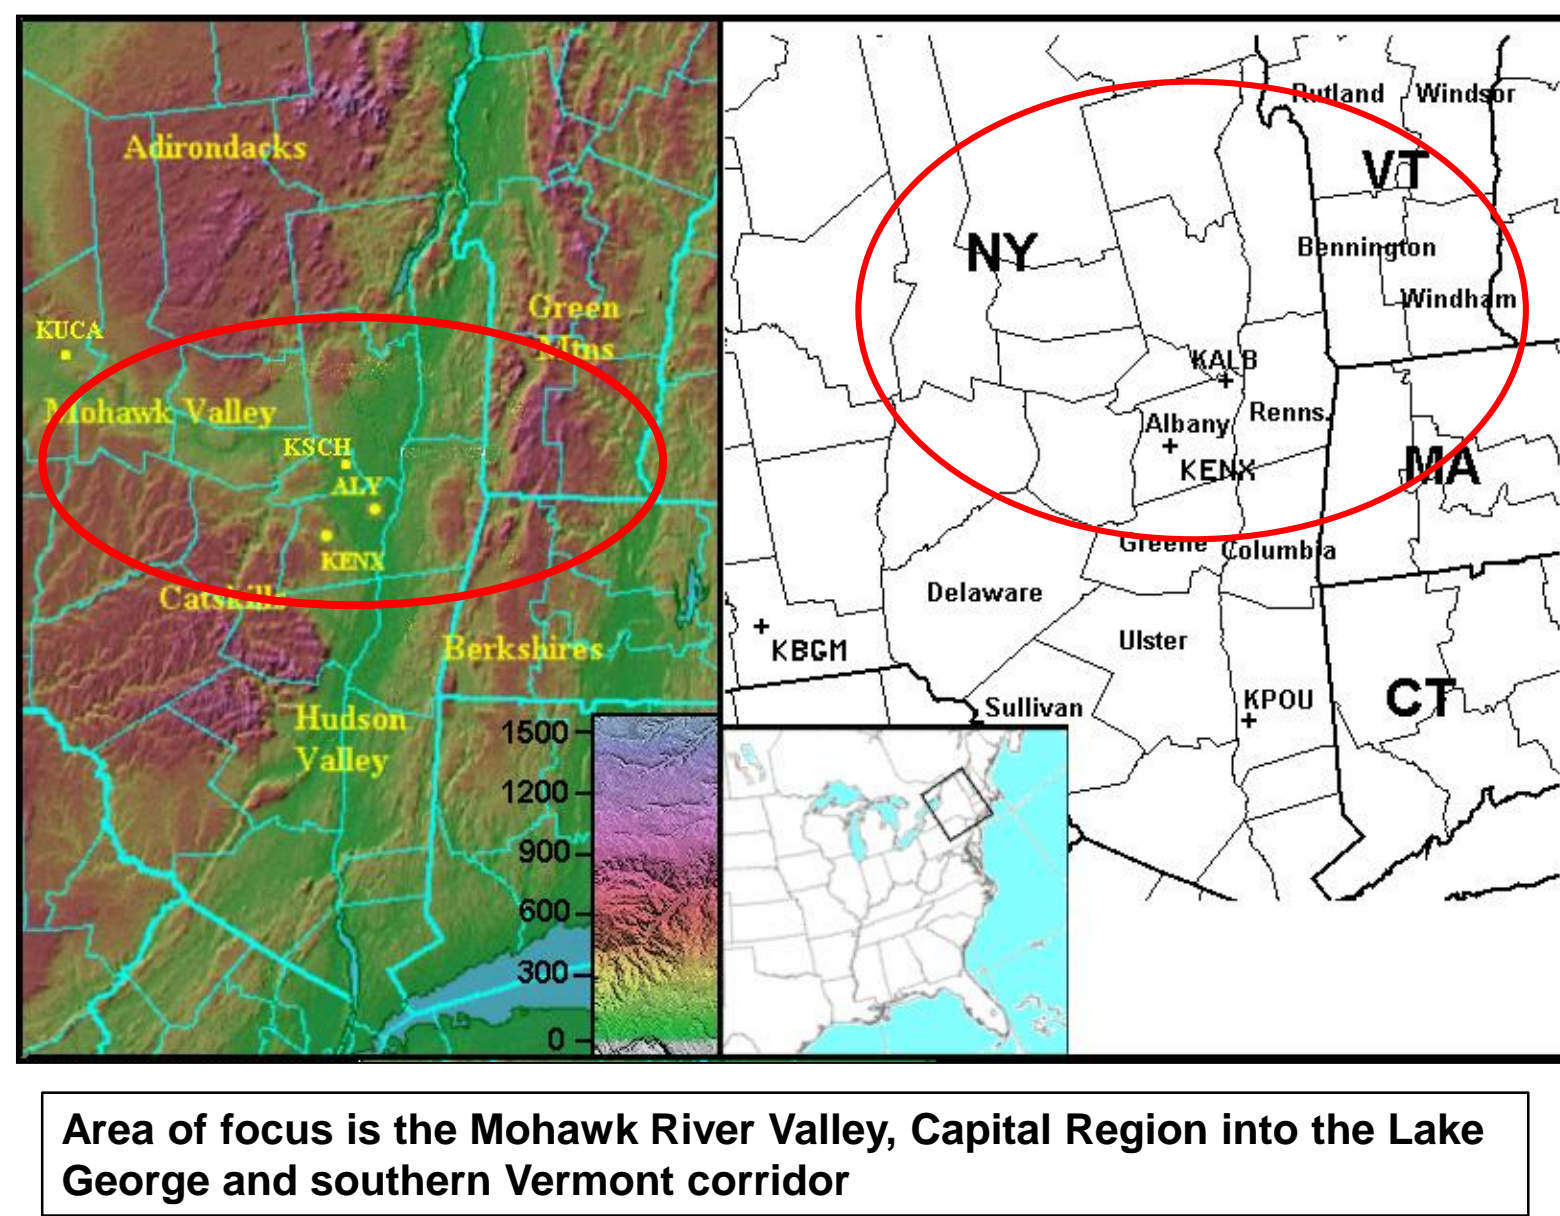 Adirondacks
KUCA
Green
Mtns
Mohawk Valley
KSCH
ALY
KENX
Catskills
Berkshires
Hudson
Valley
1500
1200
900
600
300
0
Rutland
Windsor
VT
NY
Bennington
Windham
KALB
Albany
Renns.
KENX
MA
Greene
Columbia
Delaware
KBGM
Ulster
Sullivan
KPOU
CT
Area of focus is the Mohawk River Valley, Capital Region into the Lake
George and southern Vermont corridor